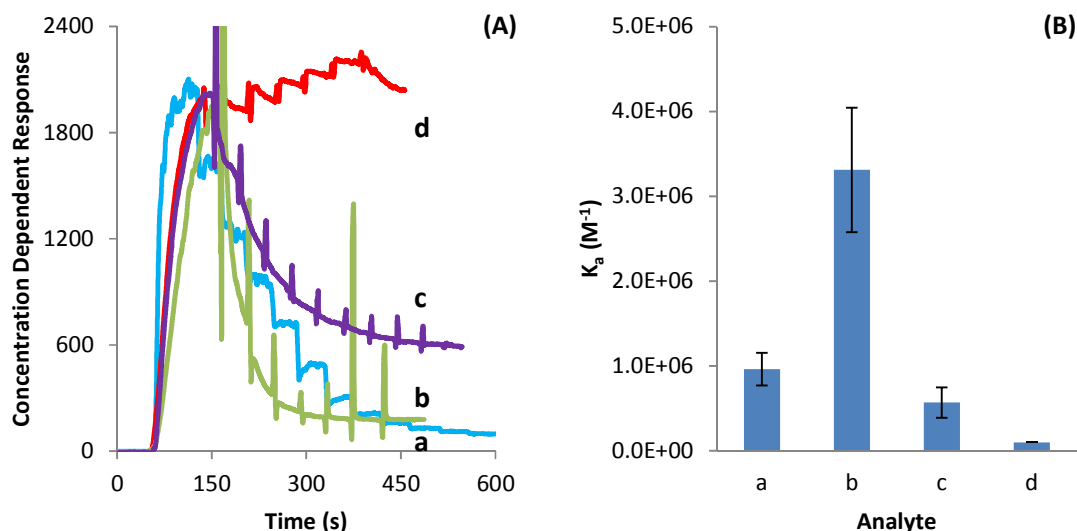 (A)
Concentration Dependent Response
2400
1800
1200
600
0
d
c
b
a
0 150 300 450 600
Time (s)
(B)
Ka (M-1)
5.0E+06
4.0E+06
3.0E+06
2.0E+06
1.0E+06
0.0E+00
a b c d
Analyte